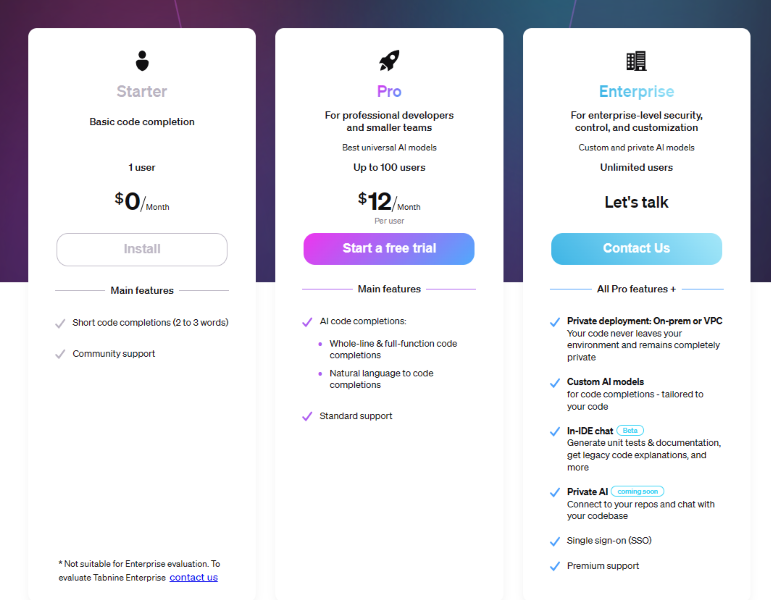 Starter
Basic code completion
1 user
$0/Month
Install
Main features
Short code completions (2 to 3 words)
Community support
* Not suitable for Enterprise evaluation. To
evaluate Tabnine Enterprise contact us
Pro
For professional developers
and smaller teams
Best universal AI models
Up to 100 users
$12/Month
Per user
Start a free trial
Main features
AI code completions:
Whole-line & full-function code
completions
Natural language to code
completions
Standard support
Enterprise
For enterprise-level security,
control, and customization
Custom and private AI models
Unlimited users
Let's talk
Contact Us
All Pro features +
Private deployment: On-prem or VPC
Your code never leaves your
environment and remains completely
private
Custom AI models
for code completions - tailored to
your code
In-IDE chat Beta
Generate unit tests & documentation,
get legacy code explanations, and
more
Private AI coming soon
Connect to your repos and chat with
your codebase
Single sign-on (SSO)
Premium support